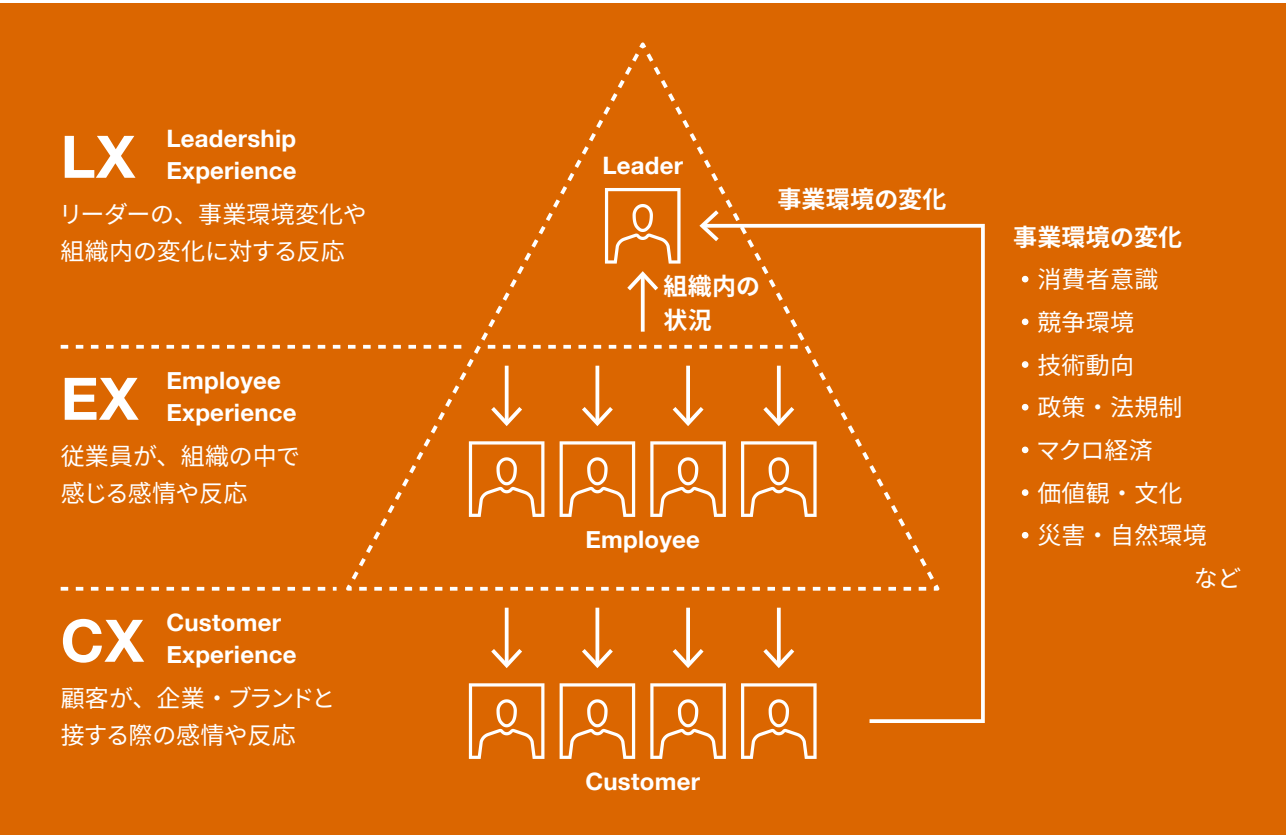 LX
Leadership
Experience
リーダーの、事業環境変化や
組織内の変化に対する反応
Leader
組織内の
状況
事業環境の変化
事業環境の変化
• 消費者意識
• 競争環境
• 技術動向
• 政策・法規制
• マクロ経済
• 価値観・文化
• 災害・自然環境
など
EX
Employee
Experience
従業員が、組織の中で
感じる感情や反応
Employee
CX
Customer
Experience
顧客が、企業・ブランドと
接する際の感情や反応
Customer